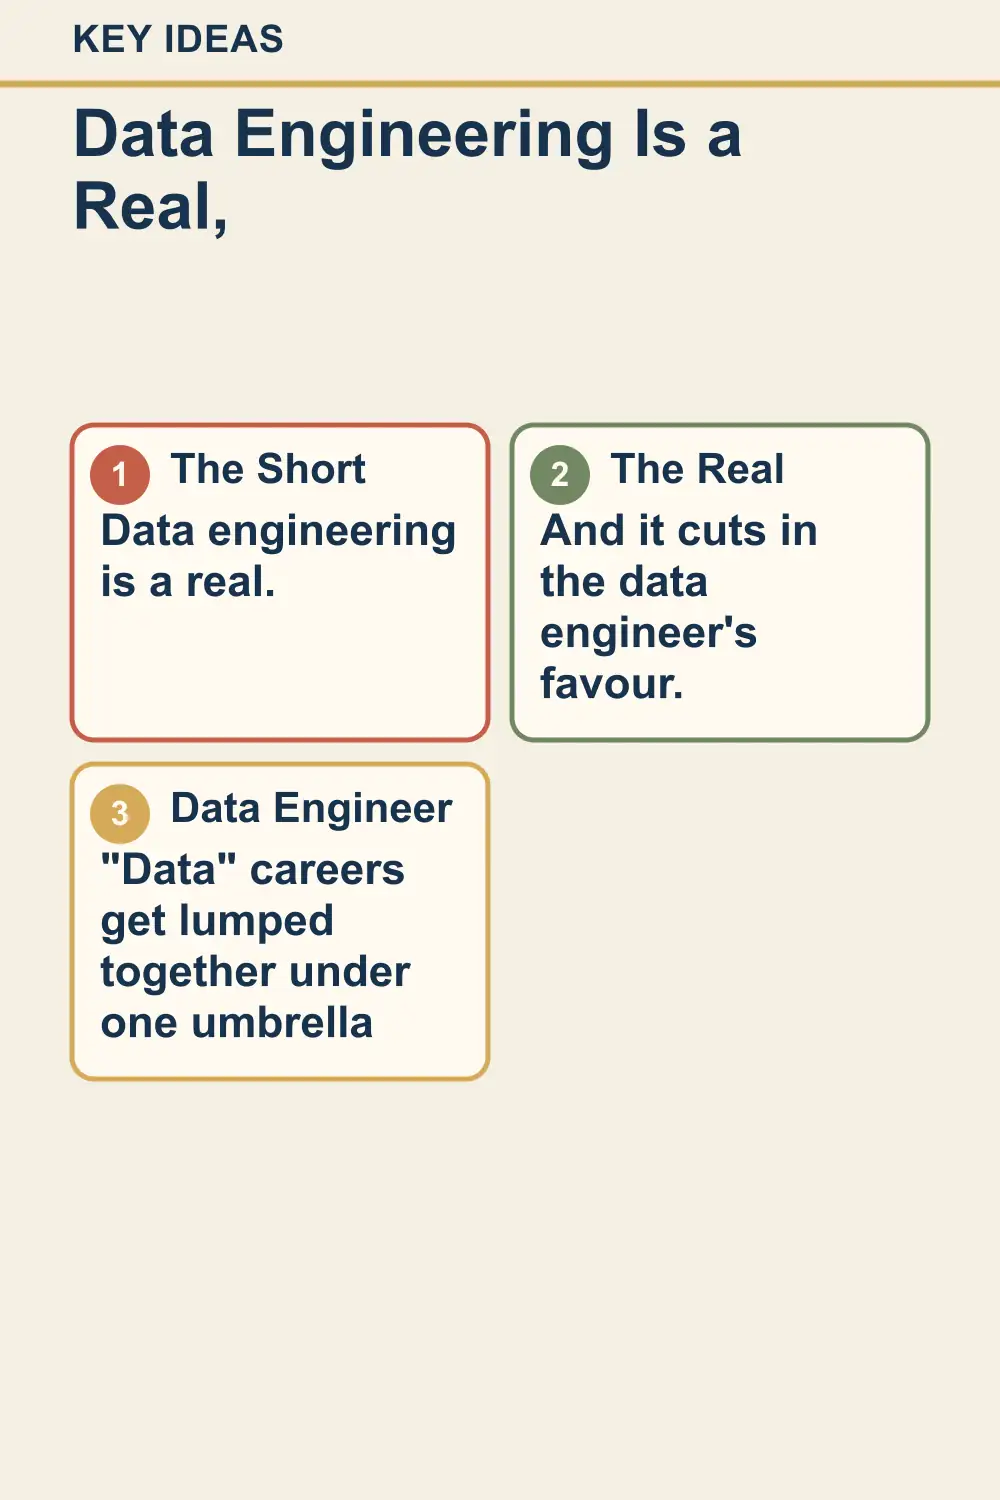 KEY IDEAS
Data Engineering Is a
Real,
1 The Short
Data engineering
is a real.
2 The Real
And it cuts in
the data
engineer's
favour.
3 Data Engineer
"Data" careers
get lumped
together under
one umbrella